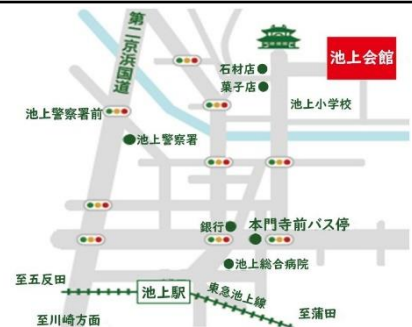 第二京浜国道
石材店
菓子店
池上会館
池上小学校
池上警察署前
池上警察署
銀行
本門寺前バス停
池上総合病院
至五反田
池上駅
東急池上線
至川崎方面
至蒲田